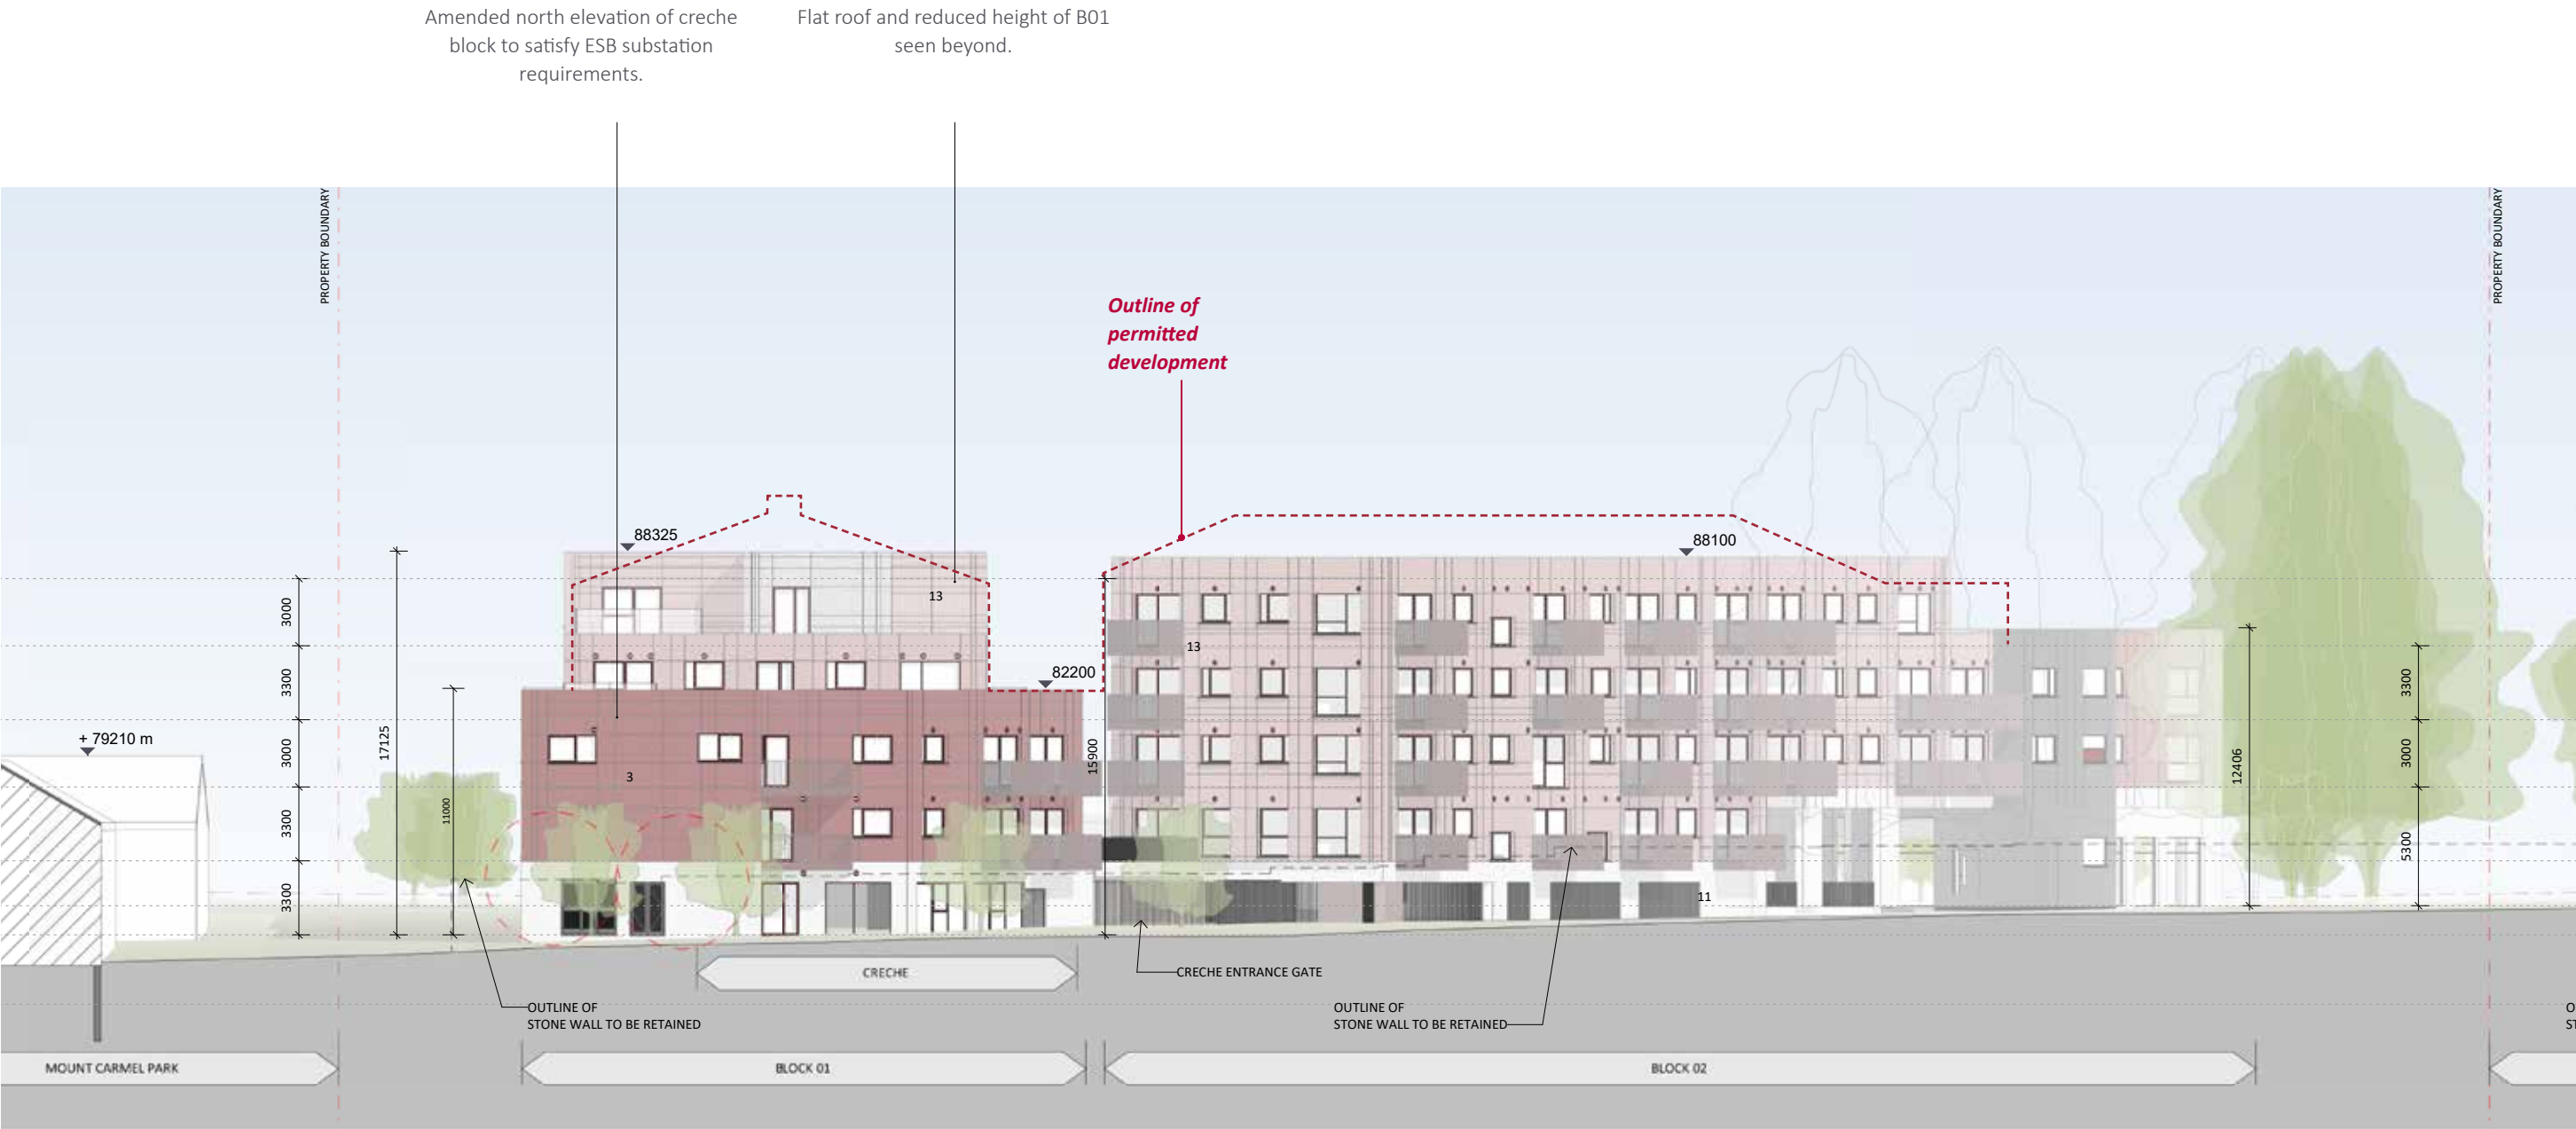 Amended north elevation of creche
block to satisfy ESB substation
requirements.
Flat roof and reduced height of B01
seen beyond.
PROPERTY BOUNDARY
PROPERTY BOUNDARY
Outline of
permitted
development
88325
88100
13
13
82200
+ 79210 m
3
11
3000
3300
3000
3300
3300
17125
11000
15900
12406
3300
3000
5300
CRECHE
CRECHE ENTRANCE GATE
OUTLINE OF
STONE WALL TO BE RETAINED
OUTLINE OF
STONE WALL TO BE RETAINED
MOUNT CARMEL PARK
BLOCK 01
BLOCK 02